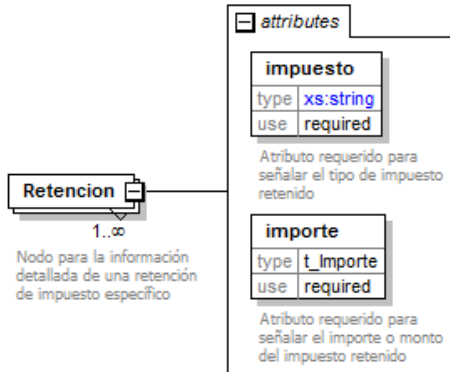 attributes
impuesto
type xs:string
use required
Atributo requerido para
señalar el tipo de impuesto
retenido
Retencion
1..∞
Nodo para la información
detallada de una retención
de impuesto específico
importe
type t_Importe
use required
Atributo requerido para
señalar el importe o monto
del impuesto retenido